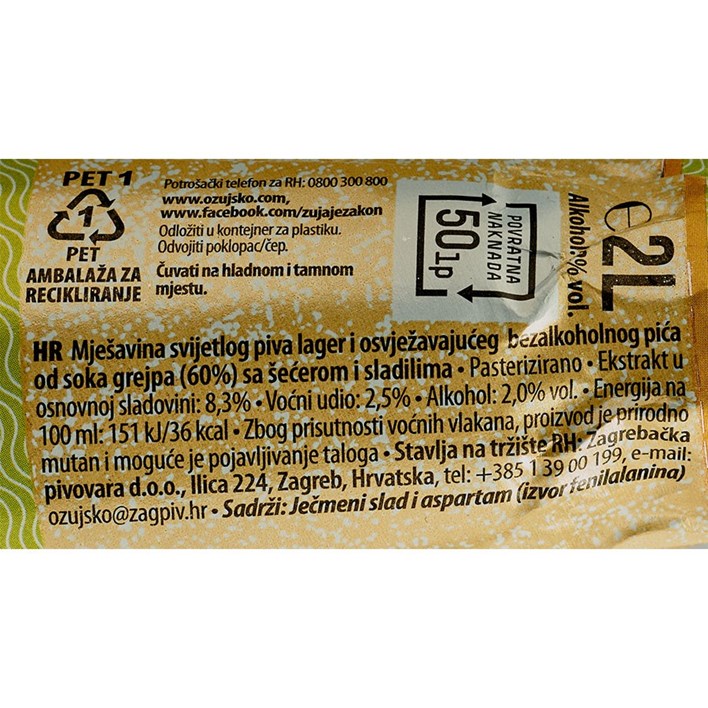 PET 1
1
PET
AMBALAŽA ZA
RECIKLIRANJE
Potrošački telefon za RH: 0800 300 800
www.ozujsko.com,
www.facebook.com/zujajezakon
Odložiti u kontejner za plastiku.
Odvojiti poklopac/čep.
Čuvati na hladnom i tamnom
mjestu.
POVRATNA
NAKNADA
50 lp
Alkohol % vol.
℮ 2L
HR Mješavina svijetlog piva lager i osvježavajućeg bezalkoholnog pića
od soka grejpa (60%) sa šećerom i sladilima • Pasterizirano • Ekstrakt u
osnovnoj sladovini: 8,3% • Voćni udio: 2,5% • Alkohol: 2,0% vol. • Energija na
100 ml: 151 kJ/36 kcal • Zbog prisutnosti voćnih vlakana, proizvod je prirodno
mutan i moguće je pojavljivanje taloga • Stavlja na tržište RH: Zagrebačka
pivovara d.o.o., Ilica 224, Zagreb, Hrvatska, tel: +385 1 39 00 199, e-mail:
ozujsko@zagpiv.hr • Sadrži: Ječmeni slad i aspartam (izvor fenilalanina)